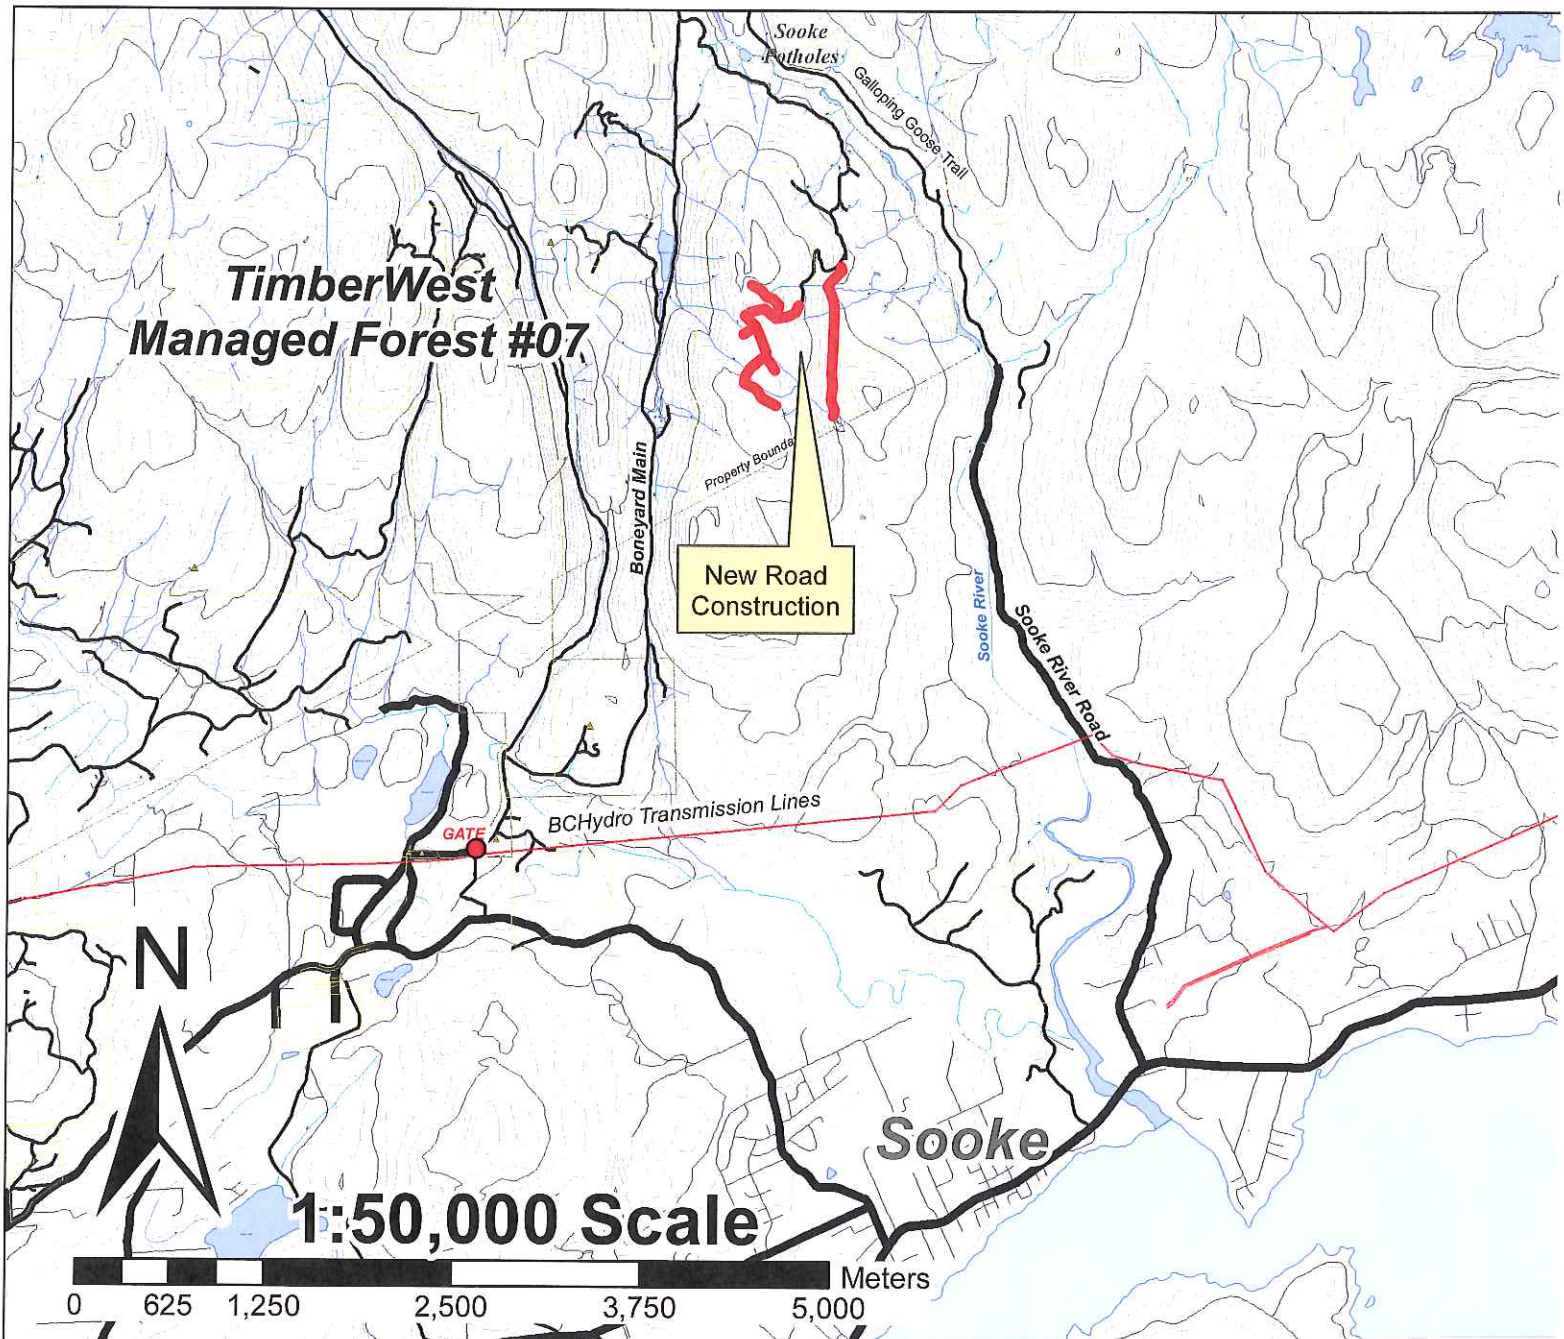 Sooke
Potholes
Galloping Goose Trail
TimberWest
Managed Forest #07
Boneyard Main
Property Bounda
New Road
Construction
Sooke River
Sooke River Road
GATE
BCHydro Transmission Lines
N
Sooke
1:50,000 Scale
Meters
0 625 1,250 2,500 3,750 5,000